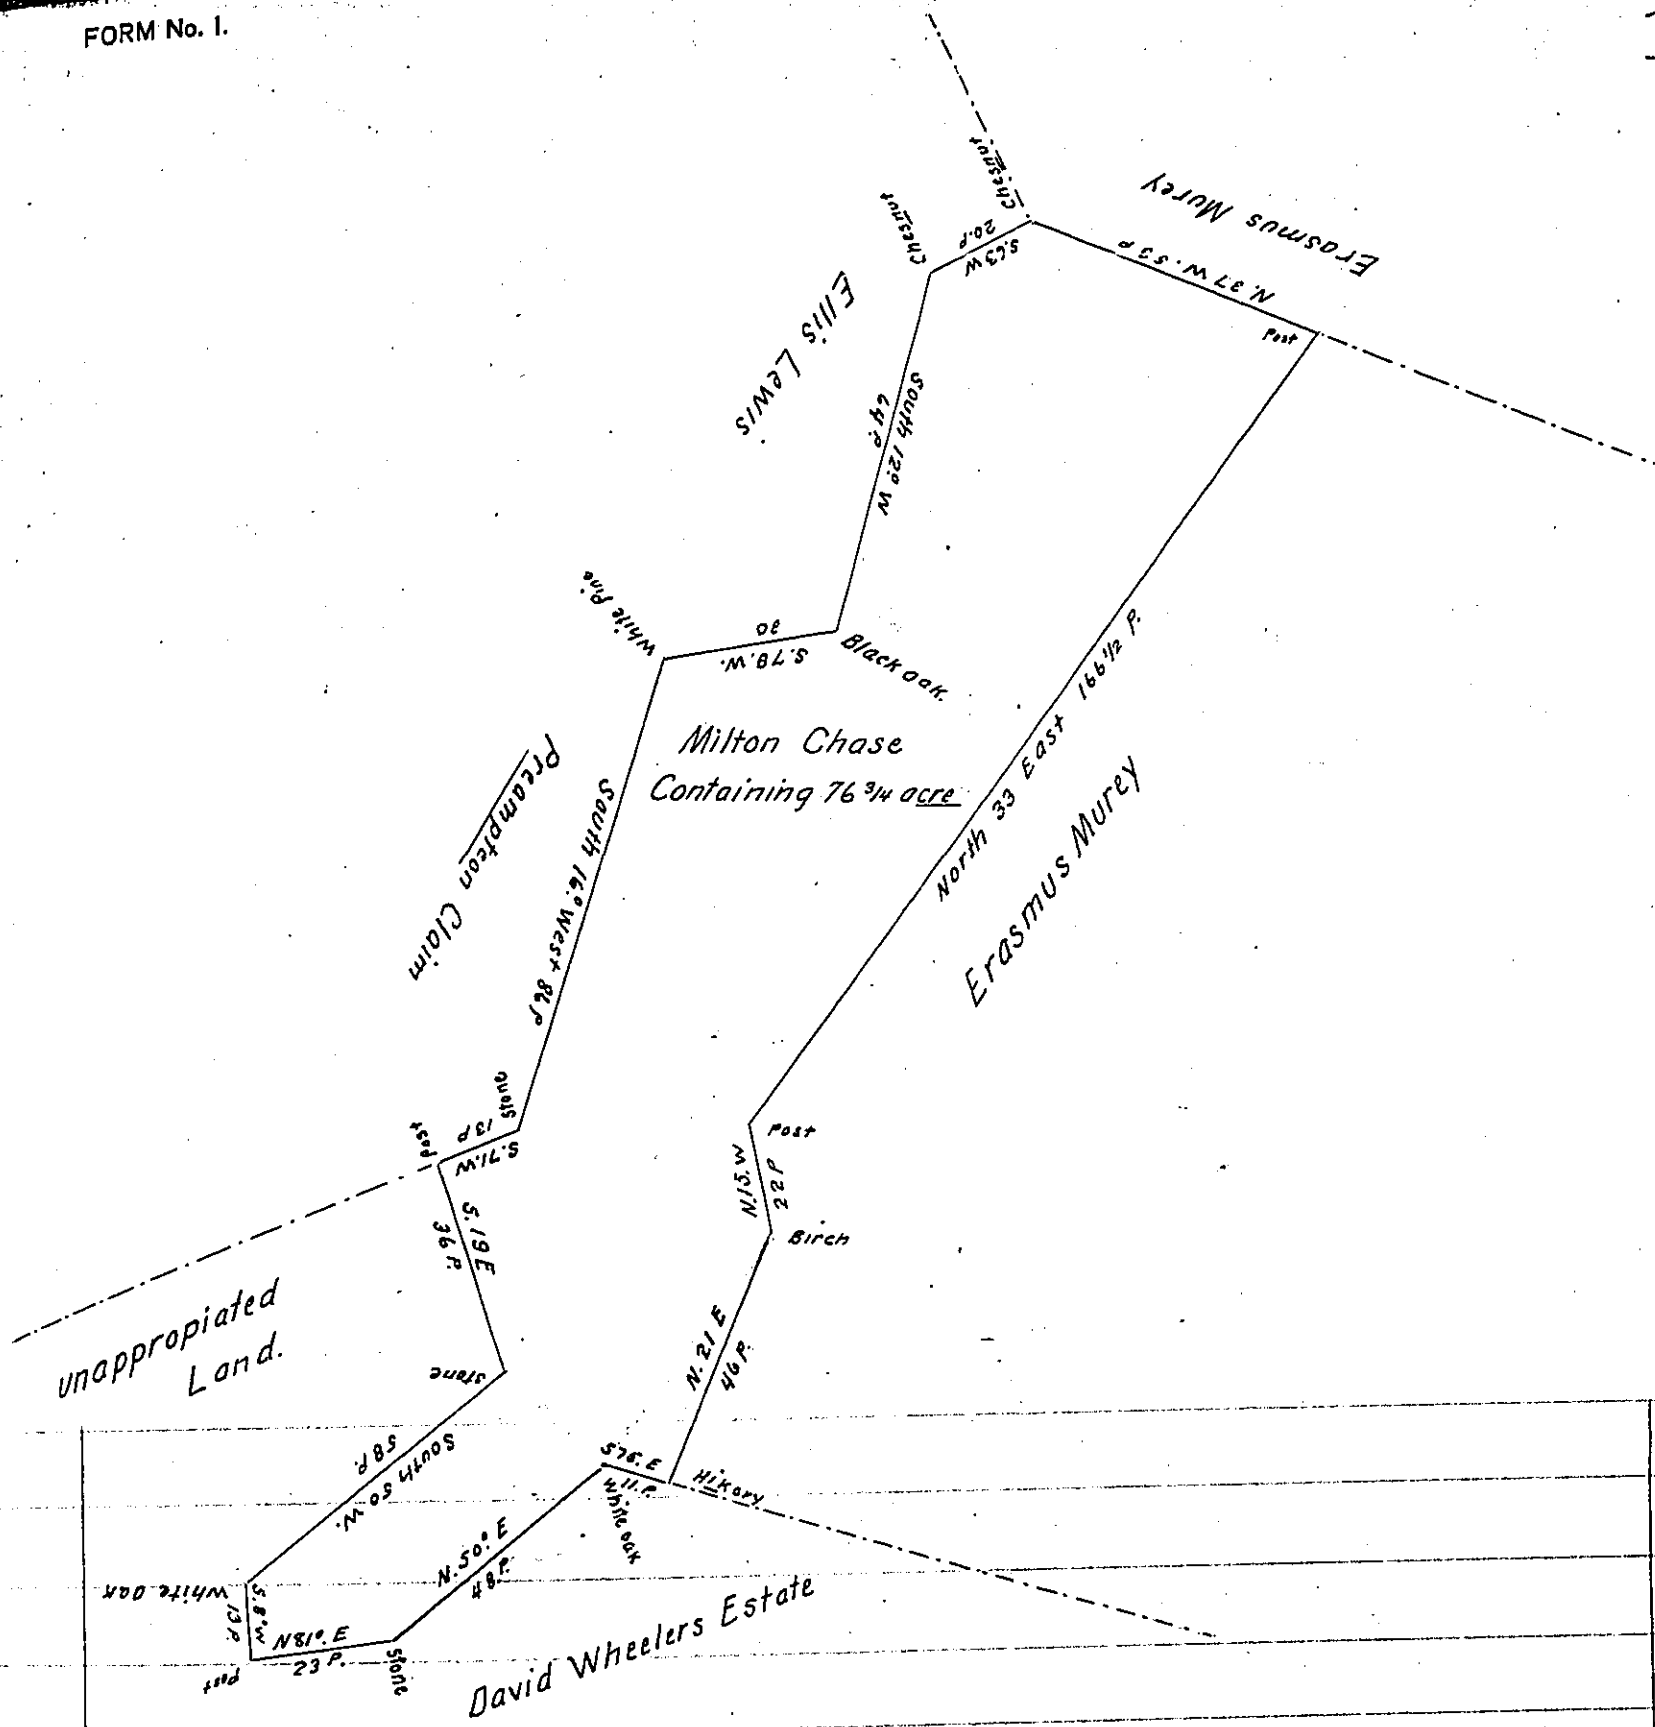 FORM No. 1.
Chesnut.
Erasmus Murey
Chesnut
20.P
S.63 W
N. 37 W. 53 P
Post
Ellis Lewis
South 12° W
64 P.
White Pine
30
S. 78. W.
Black oak.
North 33 East 166 1/2 P.
Milton Chase
Containing 76 3/4 acre
Preampteon Claim
South 16.° West 86 P
Erasmus Murey
Stone
Post
13 P
S. 71. W
Post
N. 15. W
22 P
S. 19 E
36 P.
Birch
unappropiated
Land.
N. 21 E
46 P.
Stone
58 P.
South 50 W.
S 76. E
11. P.
Hikory
White oak
N. 50.° E
48. P.
White oak
S. 8° W
13 P.
N 81°. E
23 P.
Stone
Post
David Wheelers Estate